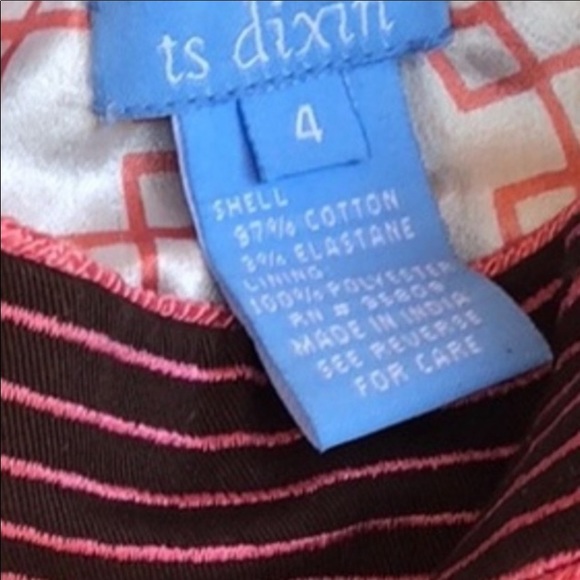 ts dixin
4
SHELL
97% COTTON
3% ELASTANE
LINING
100% POLYESTER
RN #
MADE IN INDIA
SEE REVERSE
FOR CARE